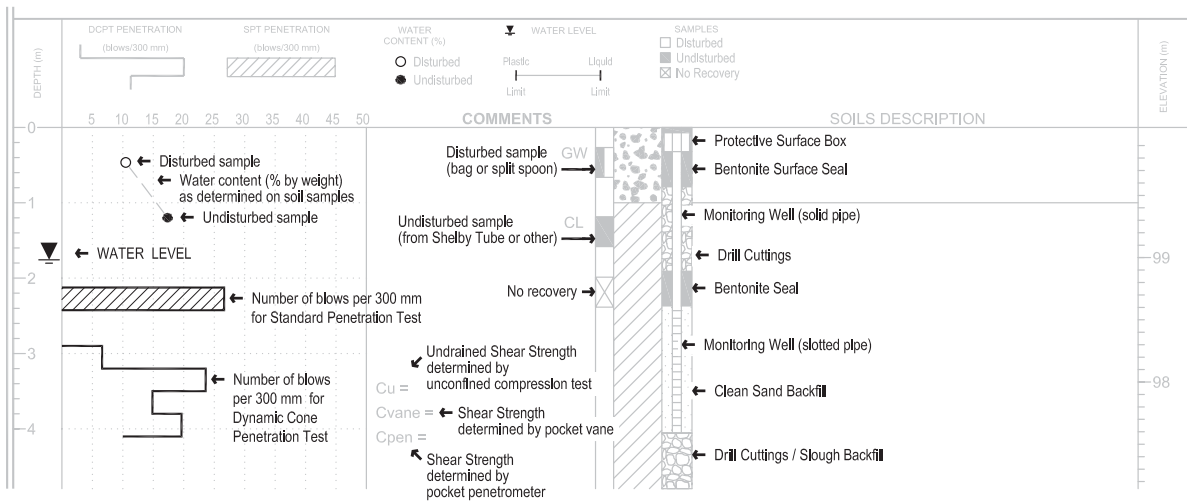 DCPT PENETRATION
(blows/300 mm)
SPT PENETRATION
(blows/300 mm)
WATER
CONTENT (%)
Disturbed
Undisturbed
WATER LEVEL
Plastic
Liquid
Limit
Limit
SAMPLES
Disturbed
Undisturbed
No Recovery
DEPTH (m)
ELEVATION (m)
5 10 15 20 25 30 35 40 50
COMMENTS
SOILS DESCRIPTION
0
1
2
3
4
Disturbed sample
Water content (% by weight)
as determined on soil samples
Undisturbed sample
WATER LEVEL
Number of blows per 300 mm
for Standard Penetration Test
Number of blows
per 300 mm for
Dynamic Cone
Penetration Test
Disturbed sample
(bag or split spoon)
GW
Undisturbed sample
(from Shelby Tube or other)
CL
No recovery
Undrained Shear Strength
determined by
unconfined compression test
Cu =
Cvane =
Shear Strength
determined by pocket vane
Cpen =
Shear Strength
determined by
pocket penetrometer
Protective Surface Box
Bentonite Surface Seal
Monitoring Well (solid pipe)
Drill Cuttings
Bentonite Seal
Monitoring Well (slotted pipe)
Clean Sand Backfill
Drill Cuttings / Slough Backfill
99
98